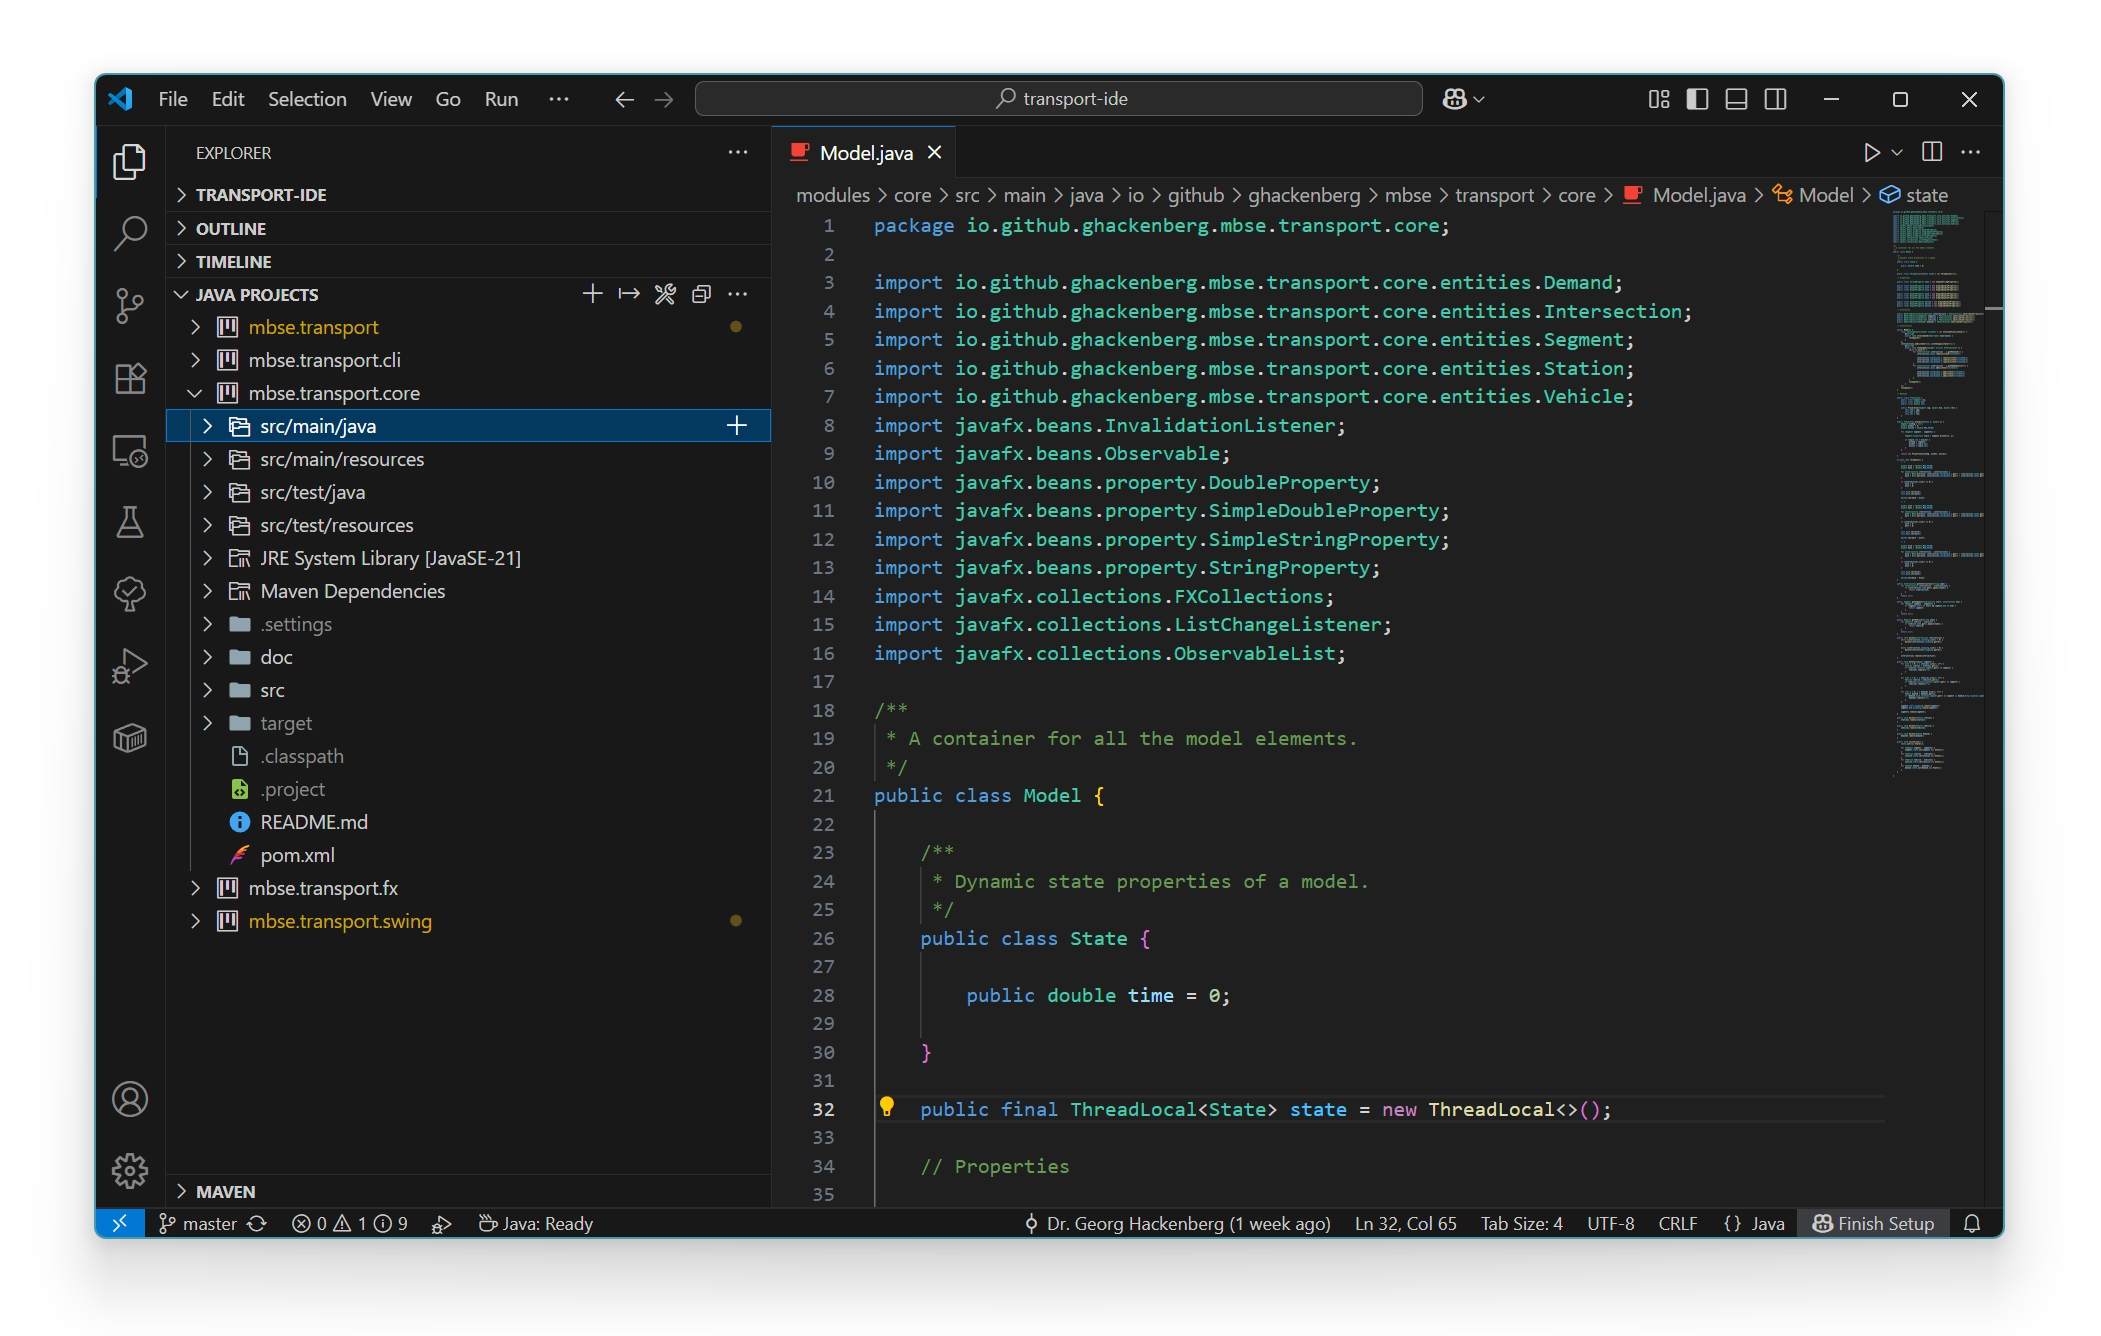 File Edit Selection View Go Run ··· transport-ide
EXPLORER
TRANSPORT-IDE
OUTLINE
TIMELINE
JAVA PROJECTS
mbse.transport
mbse.transport.cli
mbse.transport.core
src/main/java
src/main/resources
src/test/java
src/test/resources
JRE System Library [JavaSE-21]
Maven Dependencies
.settings
doc
src
target
.classpath
.project
README.md
pom.xml
mbse.transport.fx
mbse.transport.swing
MAVEN
Model.java
modules > core > src > main > java > io > github > ghackenberg > mbse > transport > core > Model.java > Model > state
1 package io.github.ghackenberg.mbse.transport.core;
2
3 import io.github.ghackenberg.mbse.transport.core.entities.Demand;
4 import io.github.ghackenberg.mbse.transport.core.entities.Intersection;
5 import io.github.ghackenberg.mbse.transport.core.entities.Segment;
6 import io.github.ghackenberg.mbse.transport.core.entities.Station;
7 import io.github.ghackenberg.mbse.transport.core.entities.Vehicle;
8 import javafx.beans.InvalidationListener;
9 import javafx.beans.Observable;
10 import javafx.beans.property.DoubleProperty;
11 import javafx.beans.property.SimpleDoubleProperty;
12 import javafx.beans.property.SimpleStringProperty;
13 import javafx.beans.property.StringProperty;
14 import javafx.collections.FXCollections;
15 import javafx.collections.ListChangeListener;
16 import javafx.collections.ObservableList;
17
18 /**
19 * A container for all the model elements.
20 */
21 public class Model {
22
23 /**
24 * Dynamic state properties of a model.
25 */
26 public class State {
27
28 public double time = 0;
29
30 }
31
32 public final ThreadLocal<State> state = new ThreadLocal<>();
33
34 // Properties
35
master 0 1 9 Java: Ready Dr. Georg Hackenberg (1 week ago) Ln 32, Col 65 Tab Size: 4 UTF-8 CRLF {} Java Finish Setup